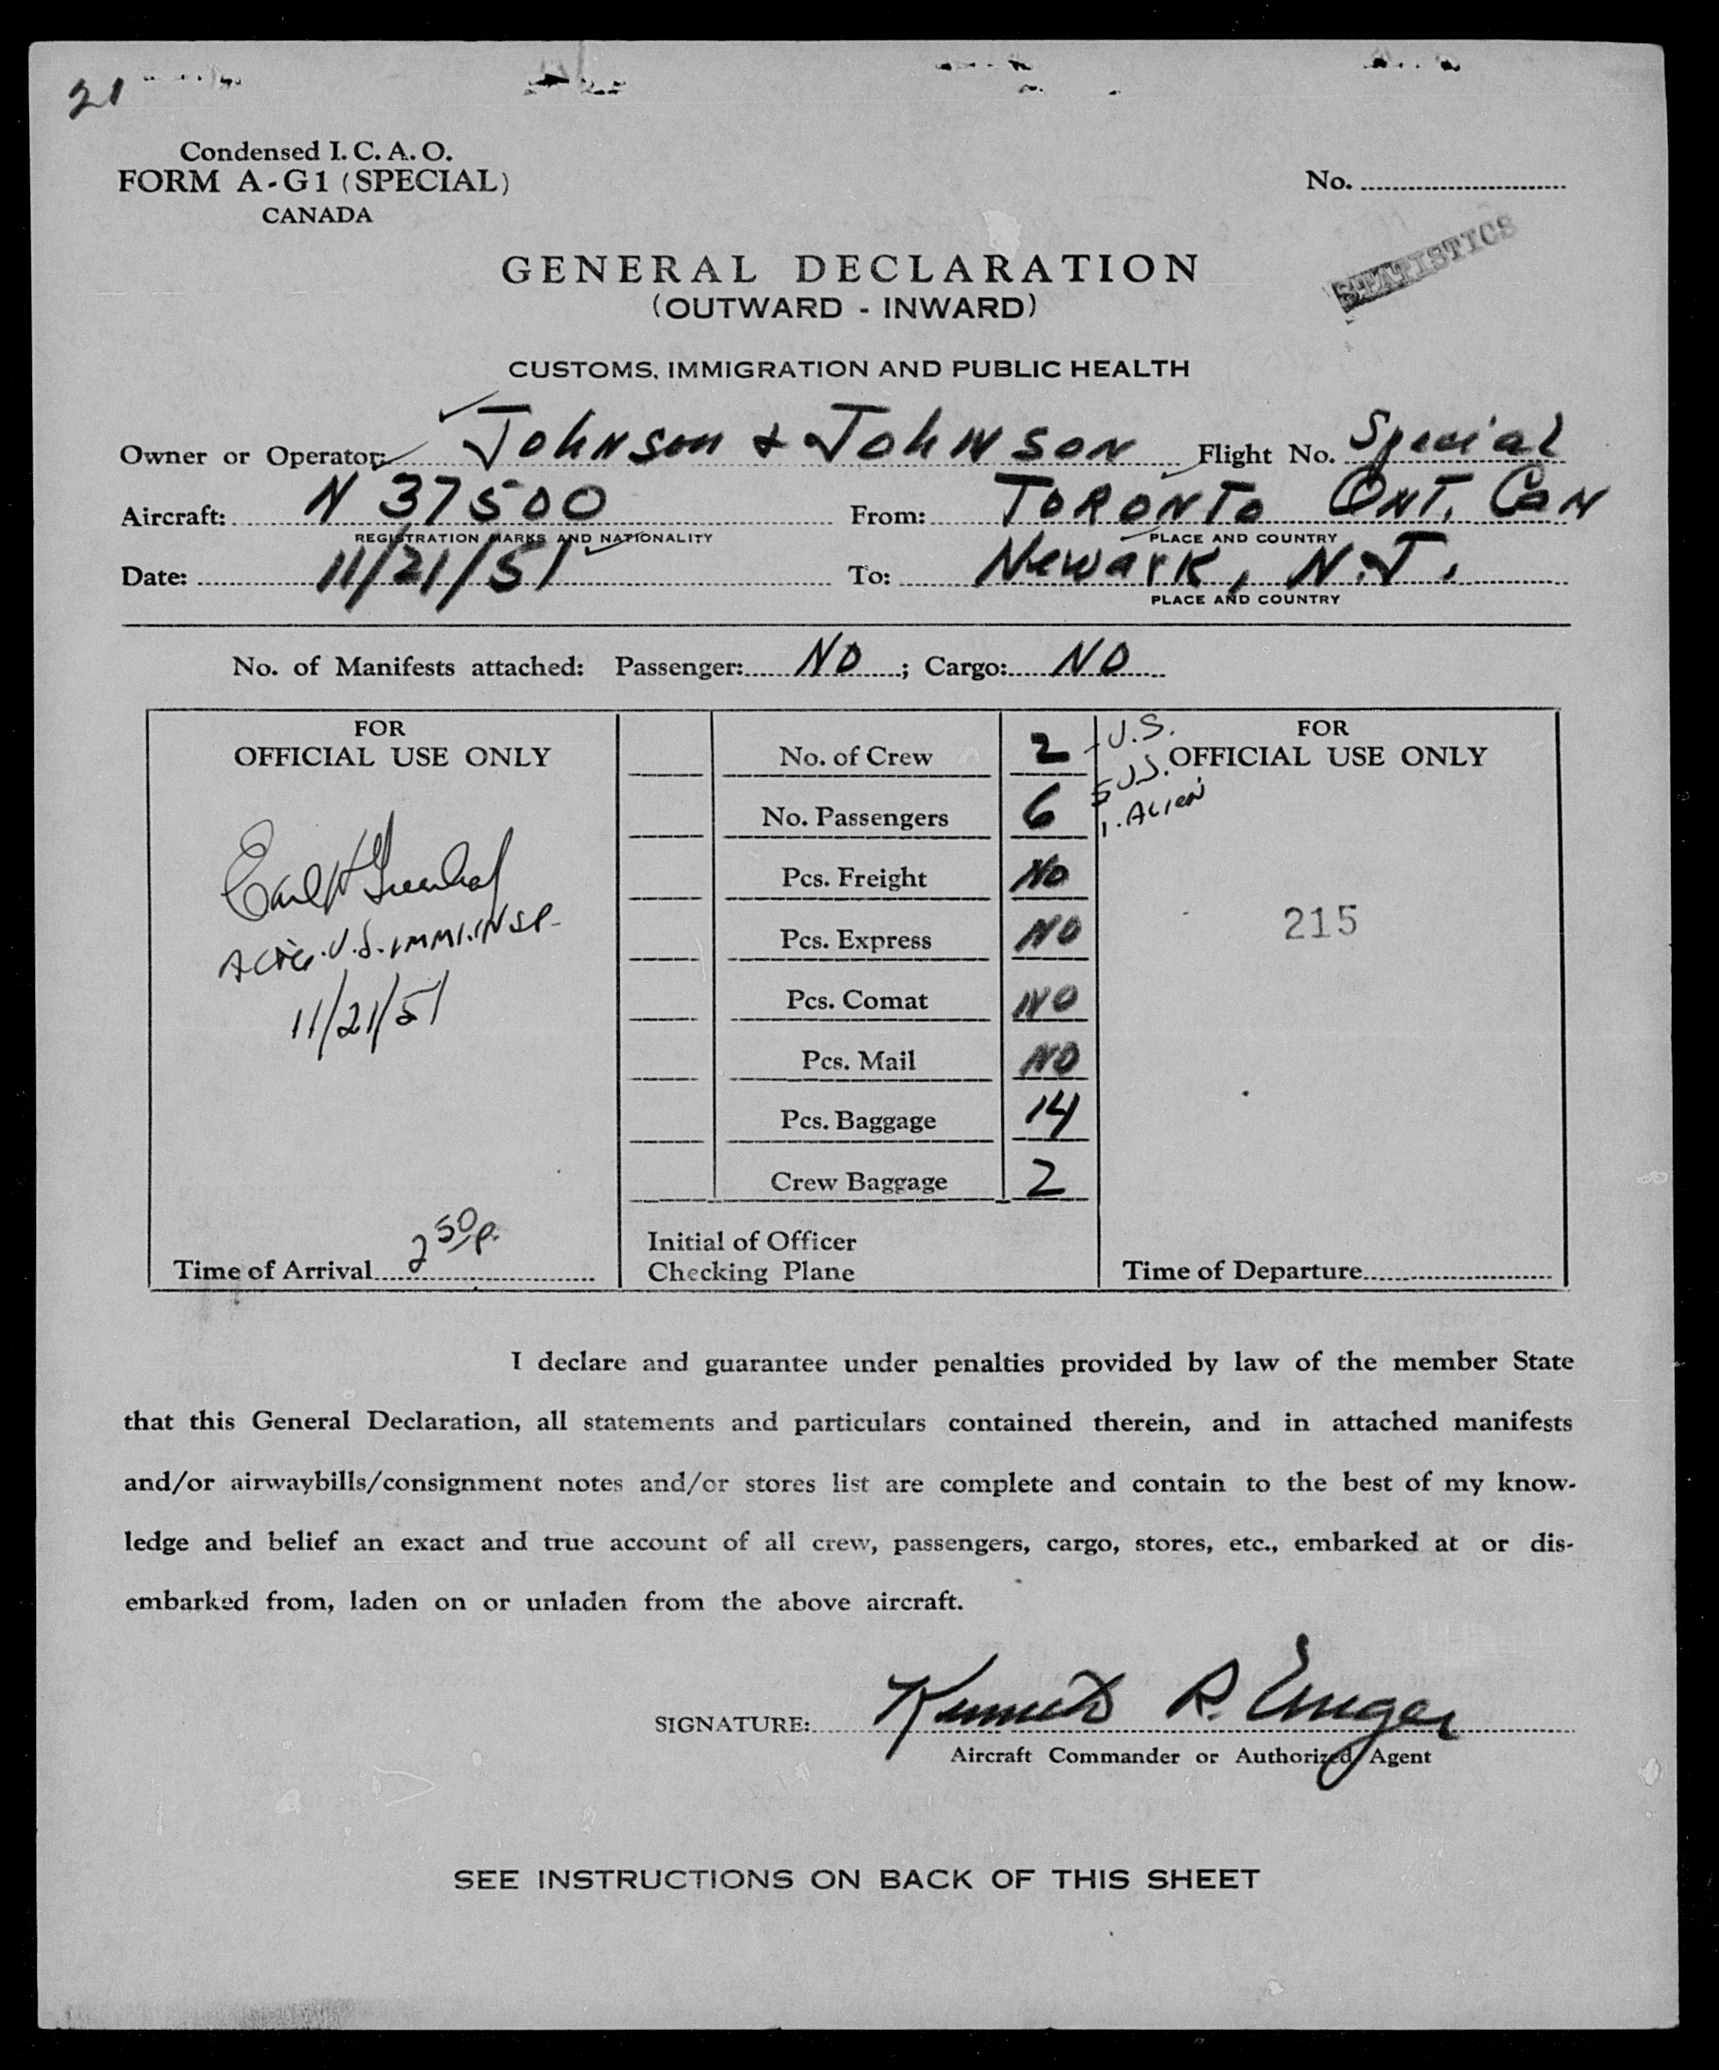 21
Condensed I. C. A. O.
FORM A-G1 (SPECIAL)
CANADA
No.
STATISTICS
GENERAL DECLARATION
(OUTWARD - INWARD)
CUSTOMS, IMMIGRATION AND PUBLIC HEALTH
Owner or Operator: Johnson & Johnson Flight No. Special
Aircraft: N 37500 From: TORONTO ONT. CAN
REGISTRATION MARKS AND NATIONALITY PLACE AND COUNTRY
Date: 11/21/51 To: Newark, N.J.
PLACE AND COUNTRY
No. of Manifests attached: Passenger: NO ; Cargo: NO
FOR
OFFICIAL USE ONLY
Earl
ACTG. U.S. IMMI. INSP.
11/21/51
Time of Arrival 2 50 p.
No. of Crew 2 - U.S.
No. Passengers 6 5 U.S.
1. ALIEN
Pcs. Freight NO
Pcs. Express NO
Pcs. Comat NO
Pcs. Mail NO
Pcs. Baggage 14
Crew Baggage 2
Initial of Officer
Checking Plane
FOR
OFFICIAL USE ONLY
215
Time of Departure
I declare and guarantee under penalties provided by law of the member State
that this General Declaration, all statements and particulars contained therein, and in attached manifests
and/or airwaybills/consignment notes and/or stores list are complete and contain to the best of my know-
ledge and belief an exact and true account of all crew, passengers, cargo, stores, etc., embarked at or dis-
embarked from, laden on or unladen from the above aircraft.
SIGNATURE: Kenneth R. Unger
Aircraft Commander or Authorized Agent
SEE INSTRUCTIONS ON BACK OF THIS SHEET